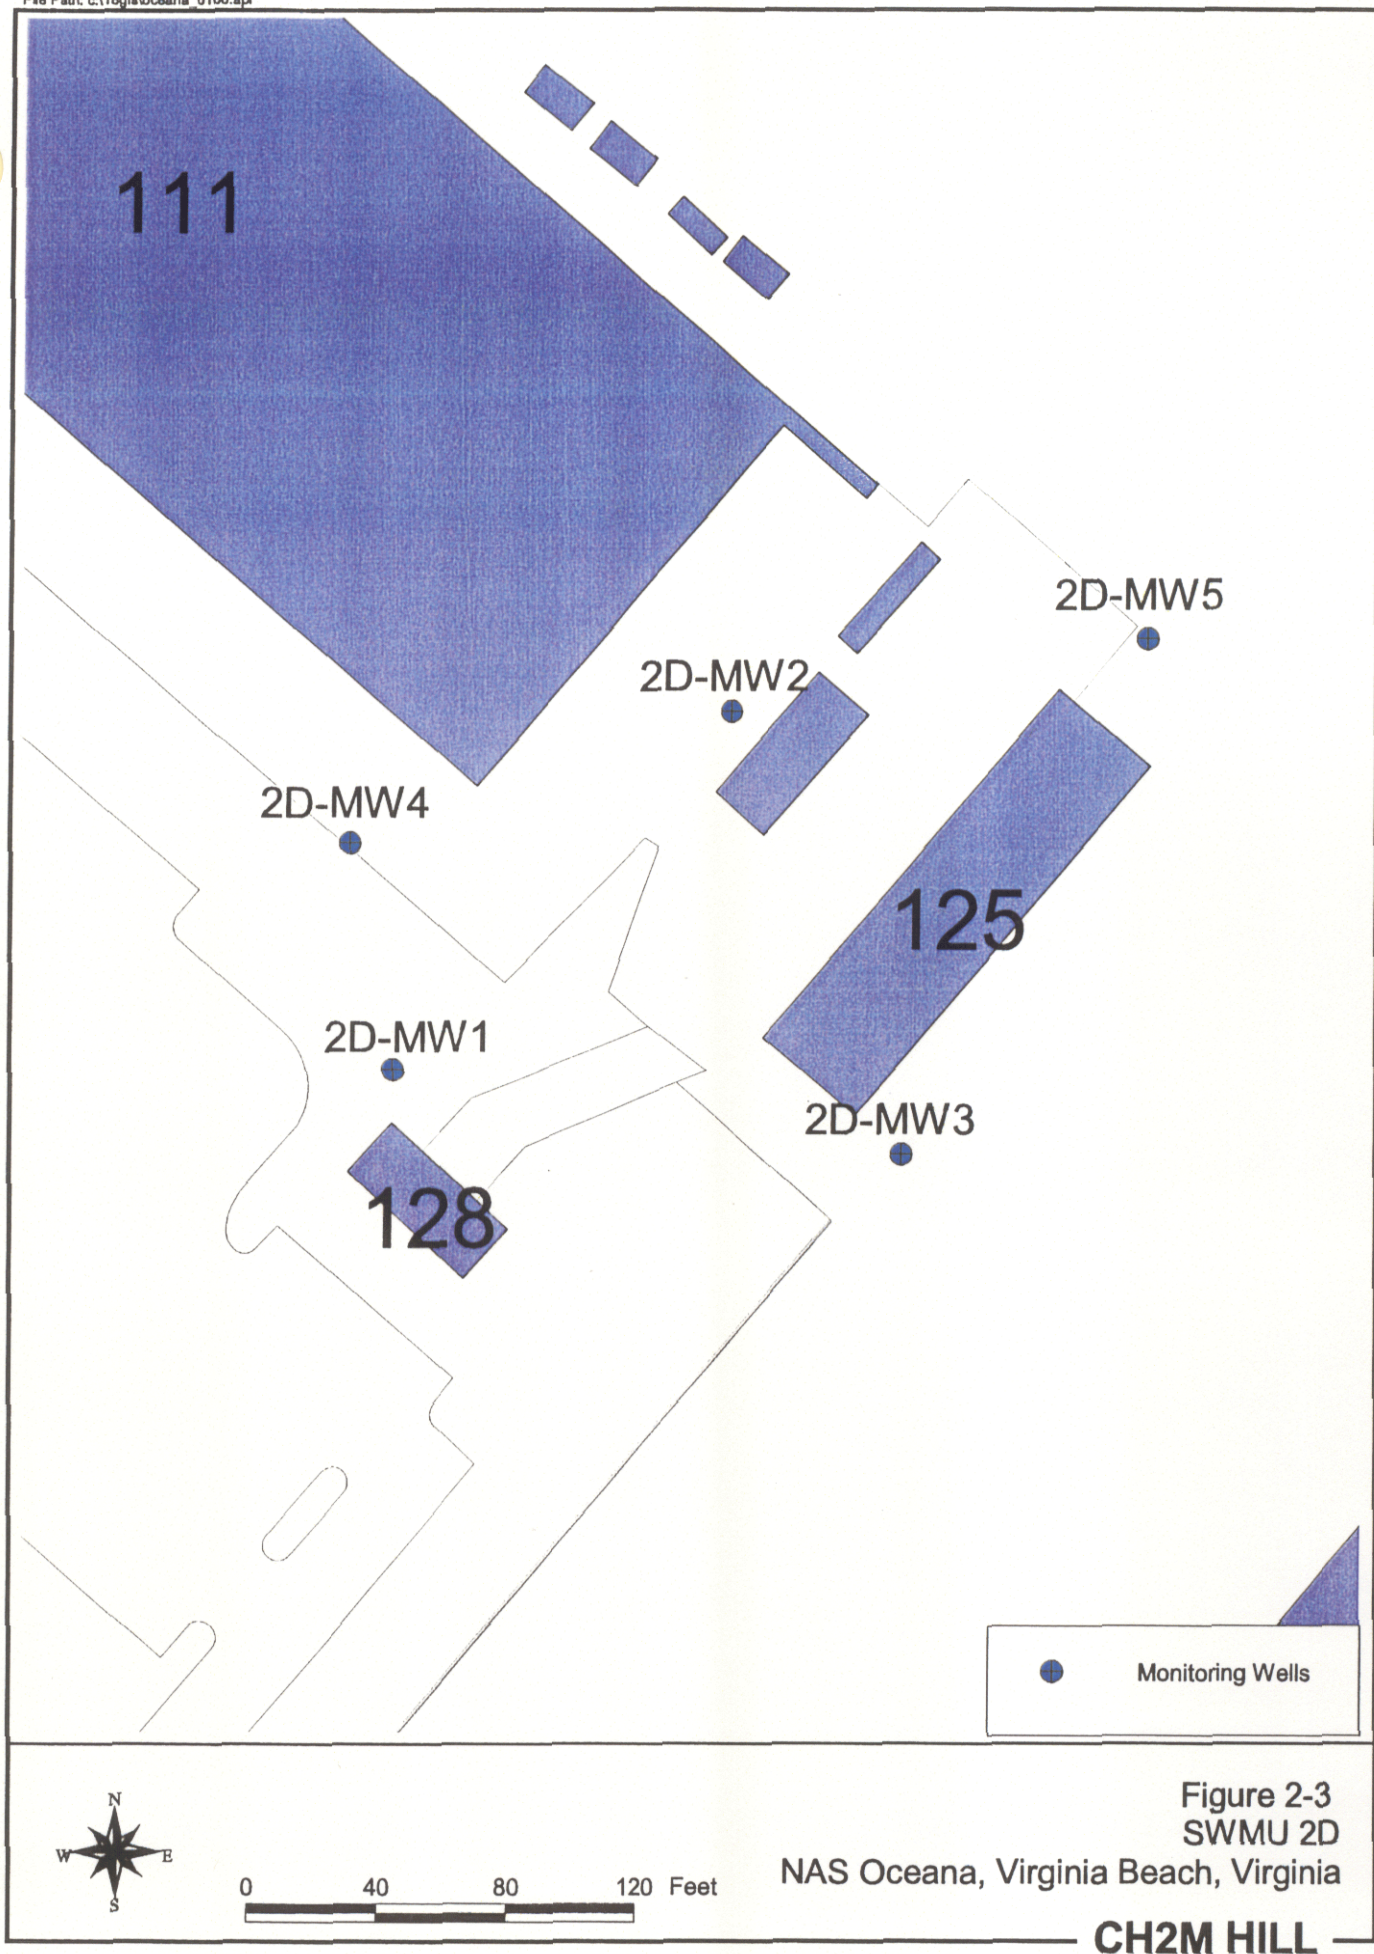 111
2D-MW5
2D-MW2
2D-MW4
125
2D-MW1
2D-MW3
128
Monitoring Wells
N
W E
S
0 40 80 120 Feet
Figure 2-3
SWMU 2D
NAS Oceana, Virginia Beach, Virginia
CH2M HILL